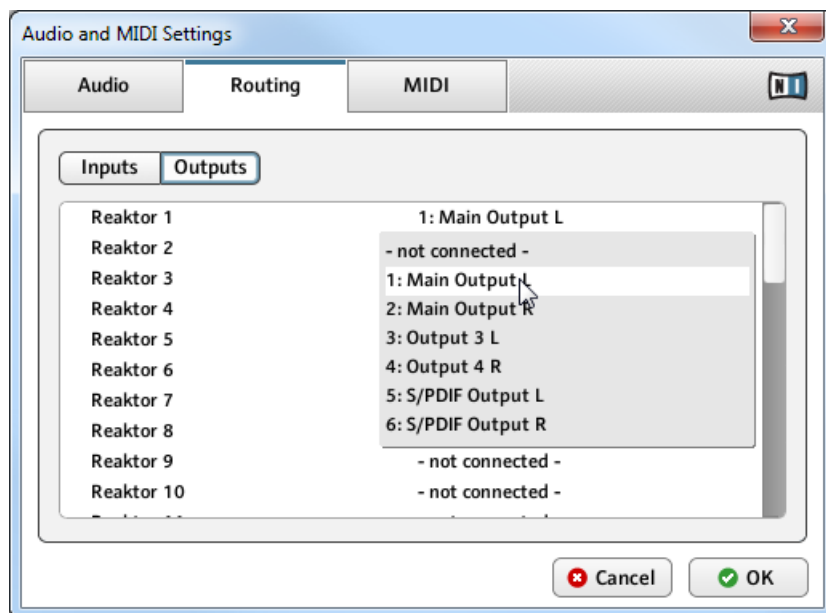 Audio and MIDI Settings
Audio Routing MIDI NI
Inputs Outputs
Reaktor 1 1: Main Output L
Reaktor 2 - not connected -
Reaktor 3 1: Main Output L
Reaktor 4 2: Main Output R
Reaktor 5 3: Output 3 L
Reaktor 6 4: Output 4 R
Reaktor 7 5: S/PDIF Output L
Reaktor 8 6: S/PDIF Output R
Reaktor 9 - not connected -
Reaktor 10 - not connected -
Cancel OK